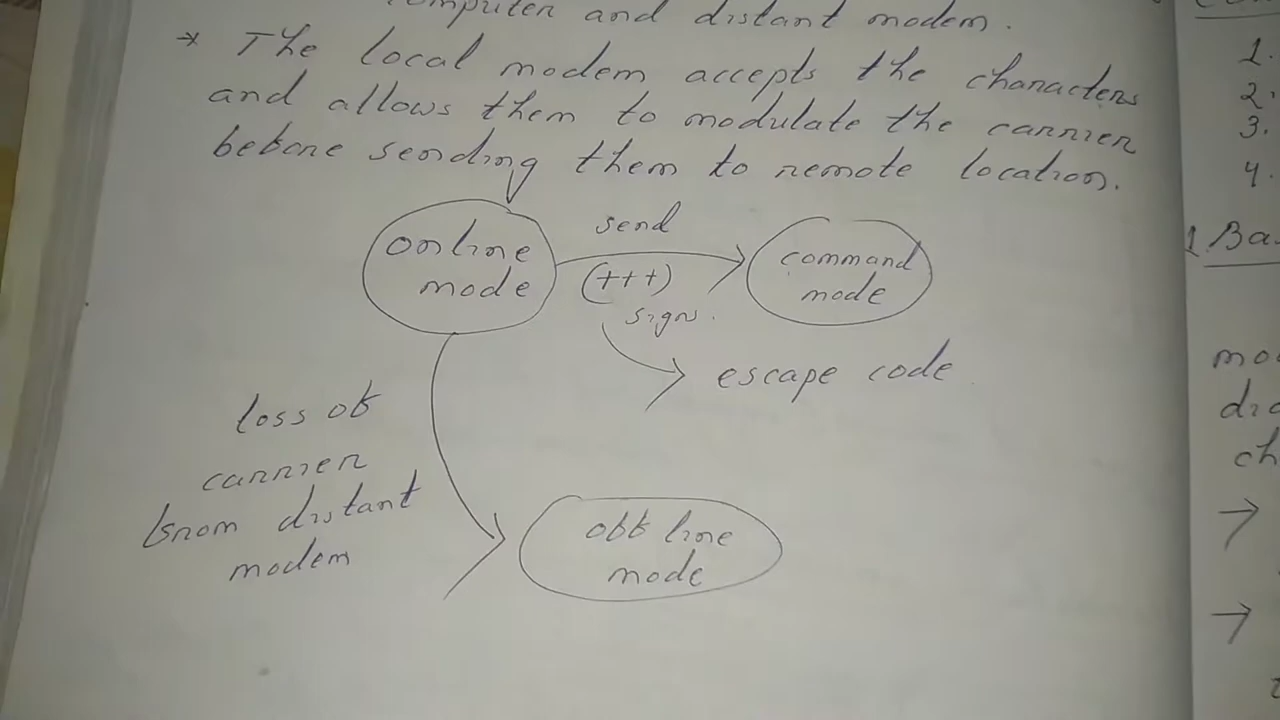 computer and distant modem.
* The local modem accepts the characters
and allows them to modulate the carrier
before sending them to remote location.
online
mode
send
(+++)
signs.
command
mode
escape code
loss of
carrier
from distant
modem
off line
mode
1.
2.
3.
4.
1 Ba
mo
dia
ch
→
→